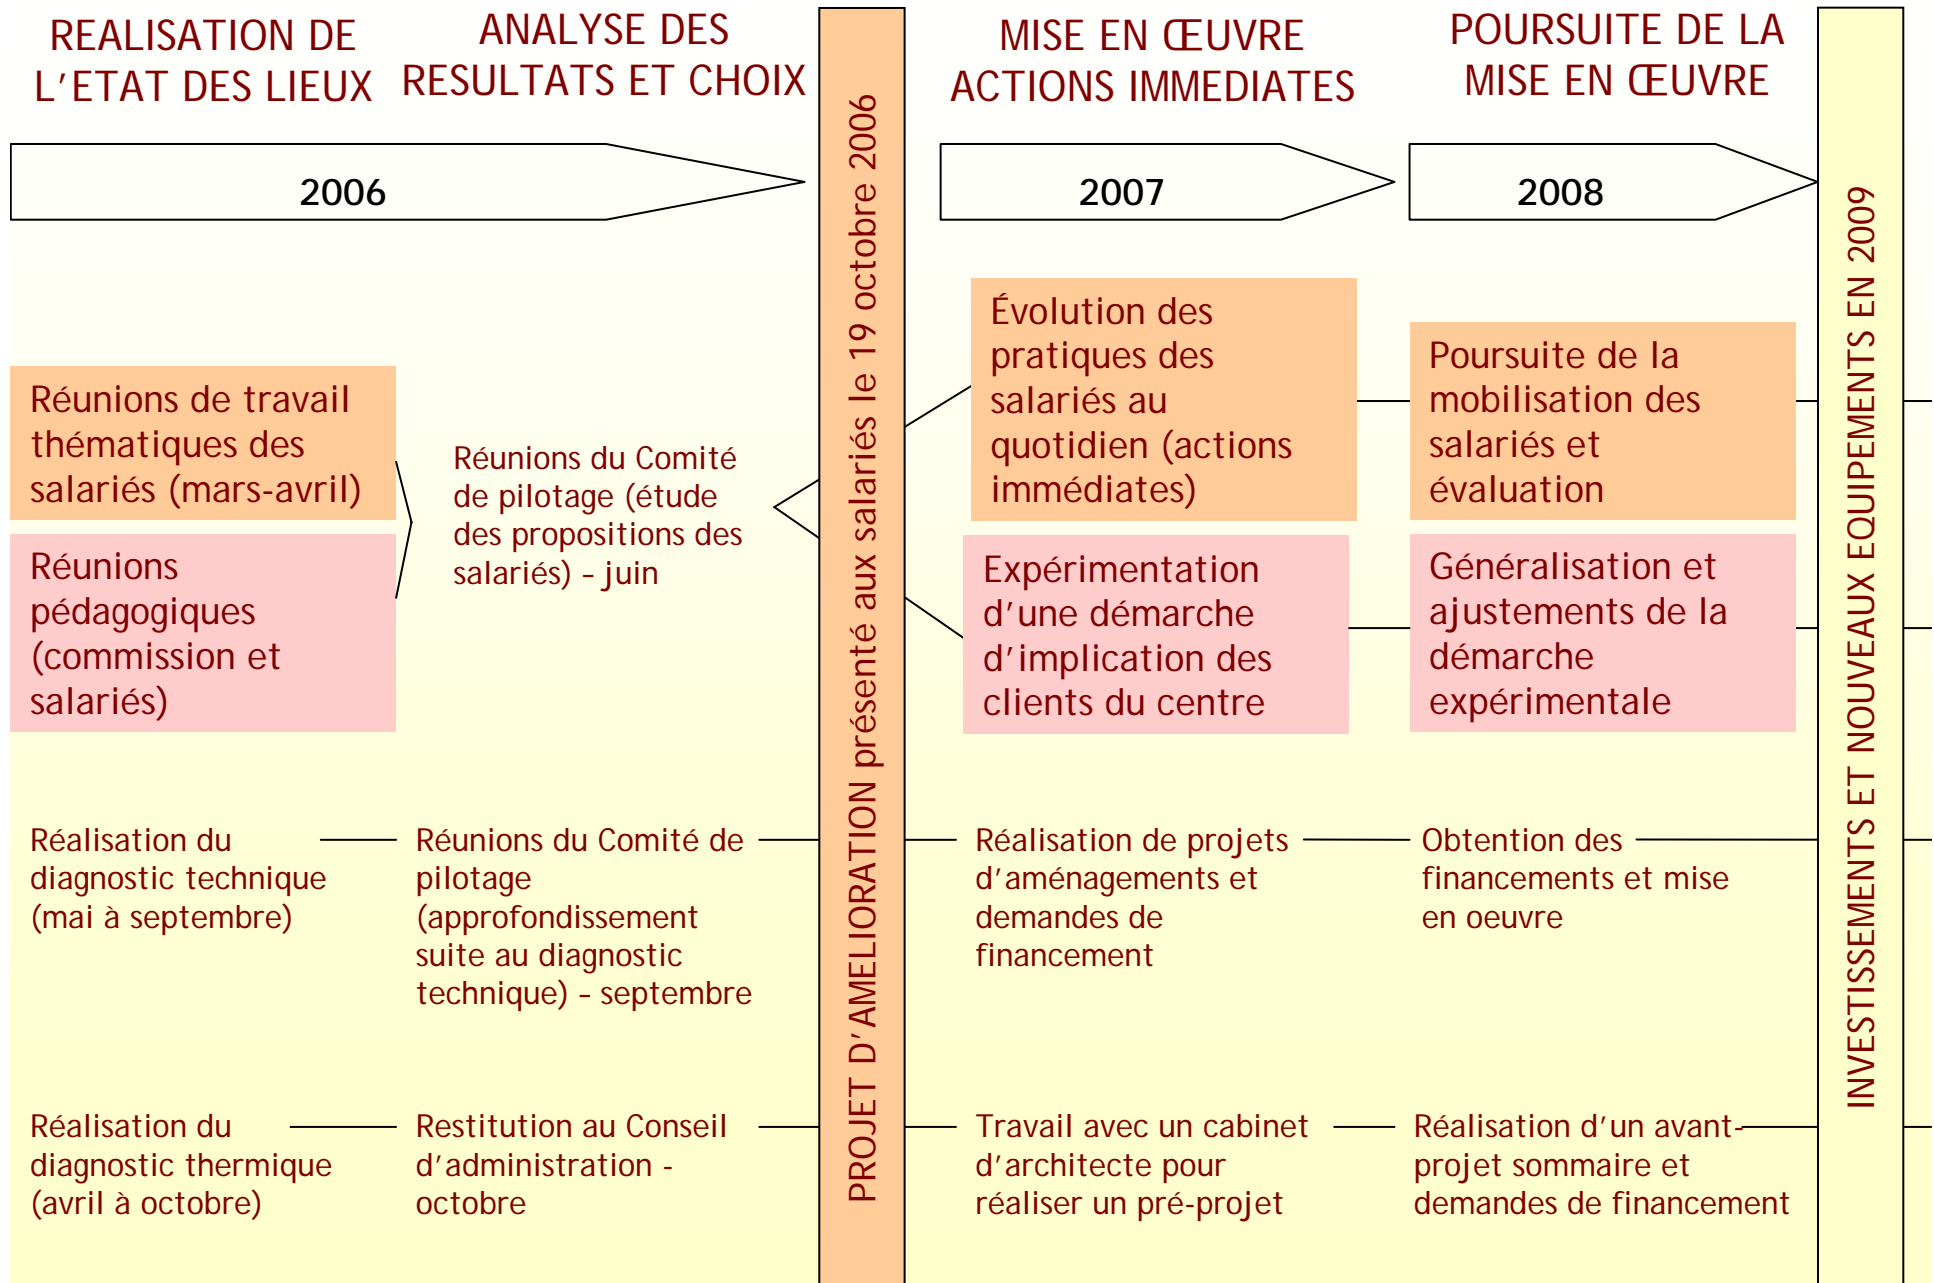 REALISATION DE
L'ETAT DES LIEUX
ANALYSE DES
RESULTATS ET CHOIX
MISE EN ŒUVRE
ACTIONS IMMEDIATES
POURSUITE DE LA
MISE EN ŒUVRE
2006
2007
2008
Réunions de travail
thématiques des
salariés (mars-avril)
Réunions
pédagogiques
(commission et
salariés)
Réunions du Comité
de pilotage (étude
des propositions des
salariés) – juin
PROJET D'AMELIORATION présenté aux salariés le 19 octobre 2006
Évolution des
pratiques des
salariés au
quotidien (actions
immédiates)
Poursuite de la
mobilisation des
salariés et
évaluation
Expérimentation
d'une démarche
d'implication des
clients du centre
Généralisation et
ajustements de la
démarche
expérimentale
INVESTISSEMENTS ET NOUVEAUX EQUIPEMENTS EN 2009
Réalisation du
diagnostic technique
(mai à septembre)
Réunions du Comité de
pilotage
(approfondissement
suite au diagnostic
technique) – septembre
Réalisation de projets
d'aménagements et
demandes de
financement
Obtention des
financements et mise
en oeuvre
Réalisation du
diagnostic thermique
(avril à octobre)
Restitution au Conseil
d'administration -
octobre
Travail avec un cabinet
d'architecte pour
réaliser un pré-projet
Réalisation d'un avant-
projet sommaire et
demandes de financement